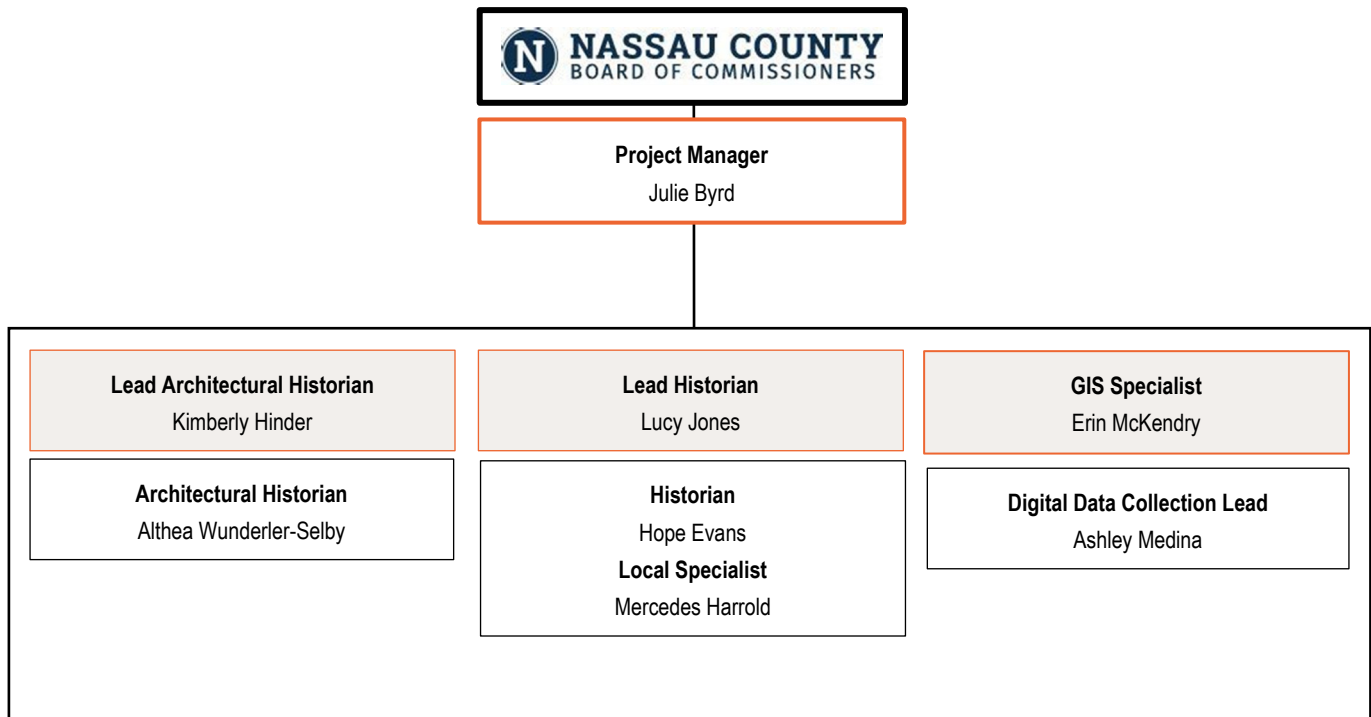 N
NASSAU COUNTY
BOARD OF COMMISSIONERS
Project Manager
Julie Byrd
Lead Architectural Historian
Kimberly Hinder
Architectural Historian
Althea Wunderler-Selby
Lead Historian
Lucy Jones
Historian
Hope Evans
Local Specialist
Mercedes Harrold
GIS Specialist
Erin McKendry
Digital Data Collection Lead
Ashley Medina